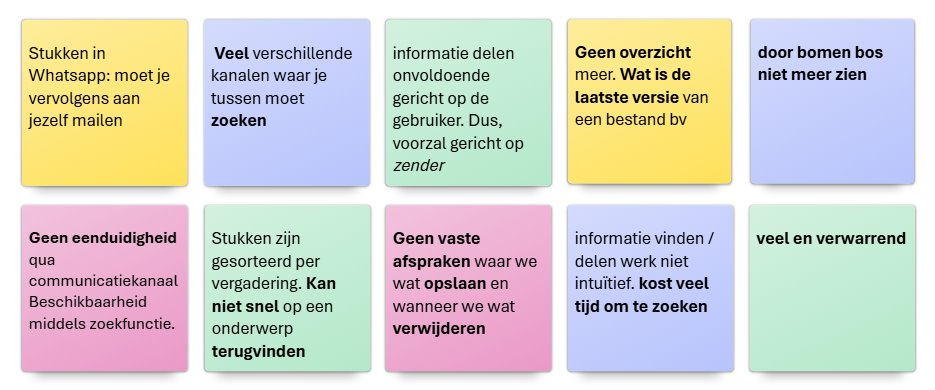 Stukken in
Whatsapp: moet je
vervolgens aan
jezelf mailen
Veel verschillende
kanalen waar je
tussen moet
zoeken
informatie delen
onvoldoende
gericht op de
gebruiker. Dus,
voorzal gericht op
zender
Geen overzicht
meer. Wat is de
laatste versie van
een bestand bv
door bomen bos
niet meer zien
Geen eenduidigheid
qua
communicatiekanaal
Beschikbaarheid
middels zoekfunctie.
Stukken zijn
gesorteerd per
vergadering. Kan
niet snel op een
onderwerp
terugvinden
Geen vaste
afspraken waar we
wat opslaan en
wanneer we wat
verwijderen
informatie vinden /
delen werk niet
intuïtief. kost veel
tijd om te zoeken
veel en verwarrend